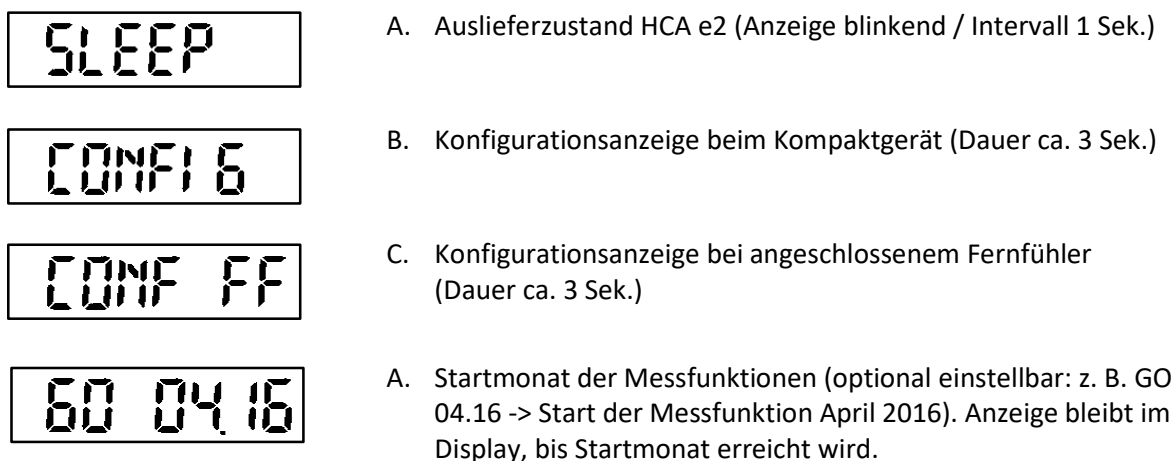 SLEEP
A. Auslieferzustand HCA e2 (Anzeige blinkend / Intervall 1 Sek.)
CONFIG
B. Konfigurationsanzeige beim Kompaktgerät (Dauer ca. 3 Sek.)
CONF FF
C. Konfigurationsanzeige bei angeschlossenem Fernfühler
(Dauer ca. 3 Sek.)
GO 04.16
A. Startmonat der Messfunktionen (optional einstellbar: z. B. GO
04.16 -> Start der Messfunktion April 2016). Anzeige bleibt im
Display, bis Startmonat erreicht wird.